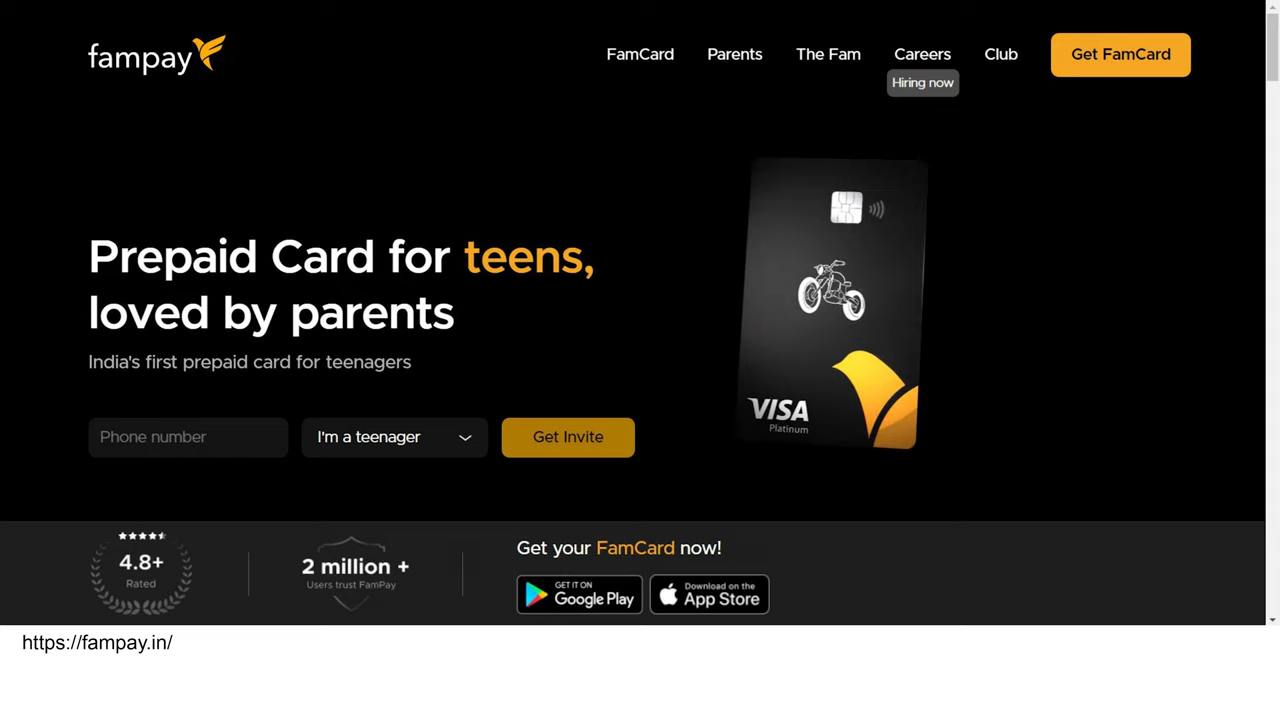 fampay
FamCard
Parents
The Fam
Careers
Club
Get FamCard
Hiring now
Prepaid Card for teens,
loved by parents
India's first prepaid card for teenagers
Phone number
I'm a teenager
Get Invite
VISA
Platinum
4.8+
Rated
2 million +
Users trust FamPay
Get your FamCard now!
GET IT ON
Google Play
Download on the
App Store
https://fampay.in/